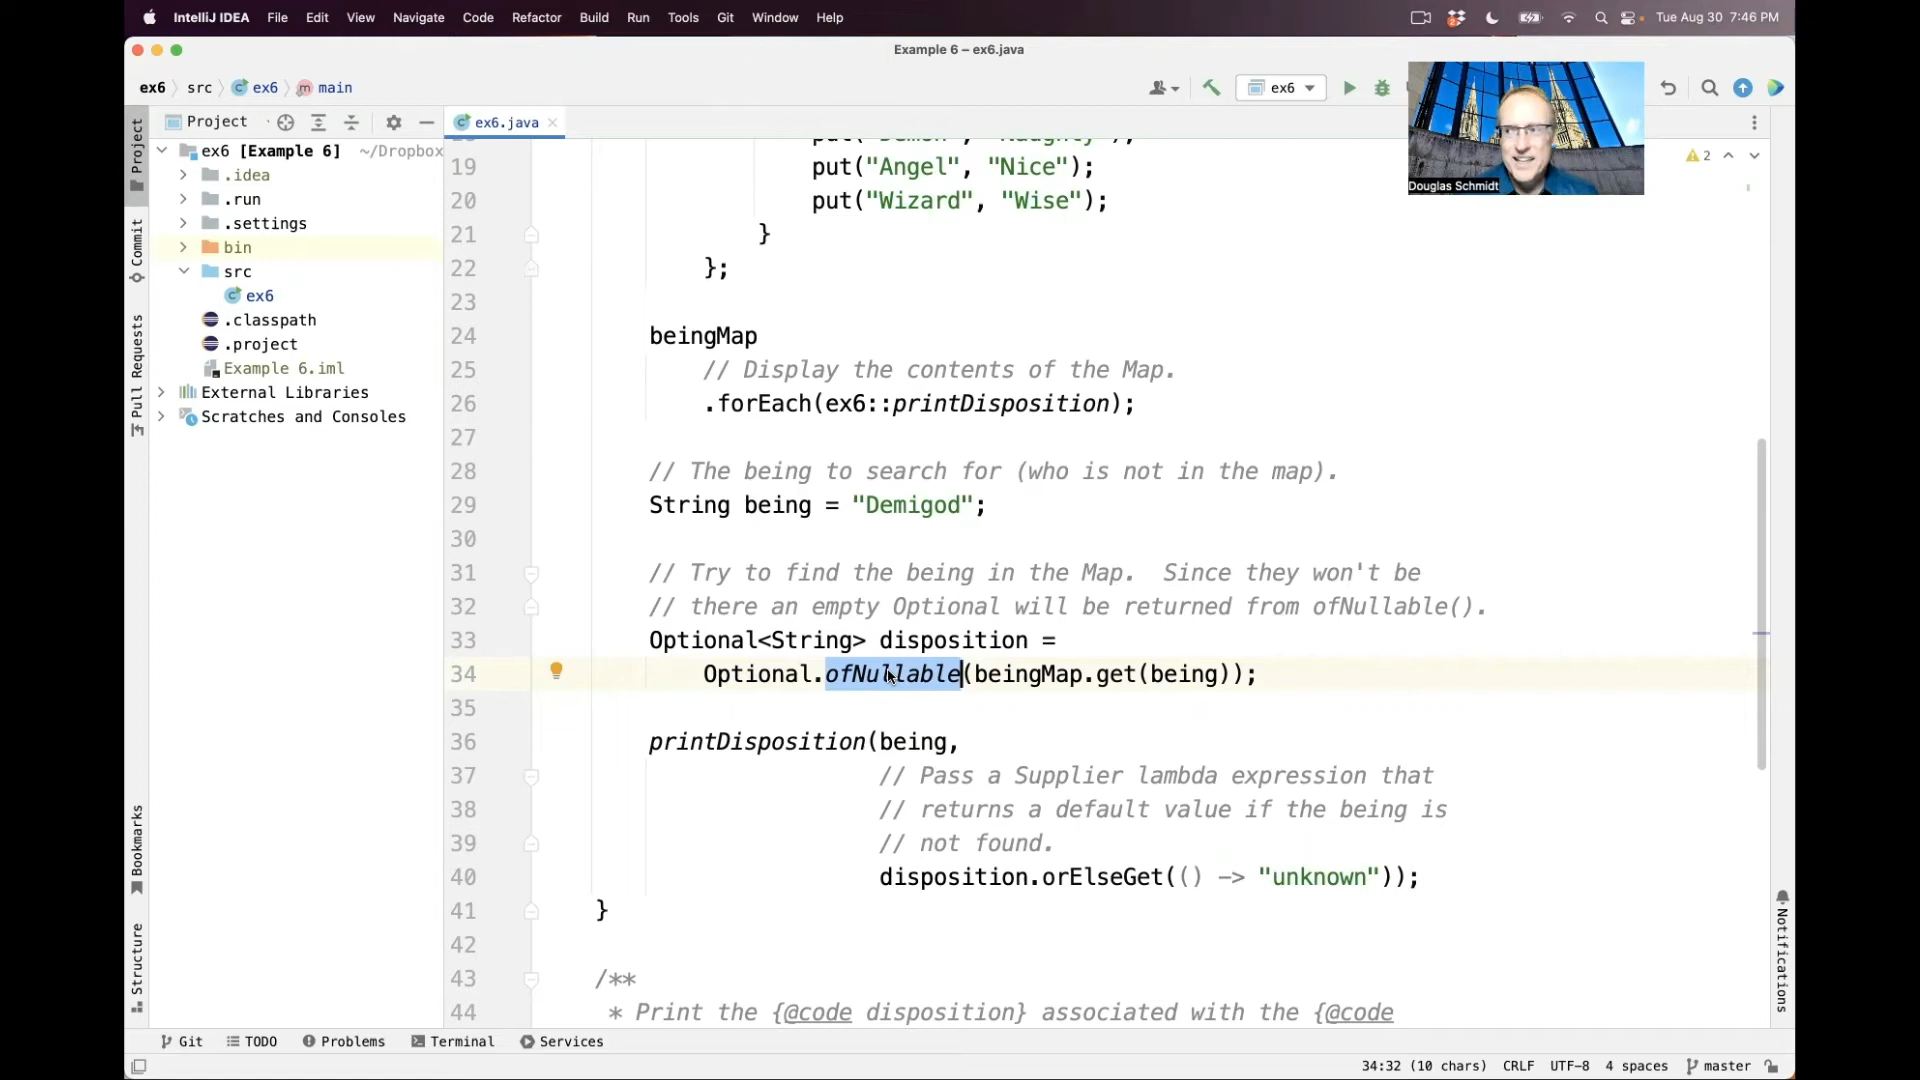 IntelliJ IDEA File Edit View Navigate Code Refactor Build Run Tools Git Window Help 2 Tue Aug 30 7:46 PM
Example 6 – ex6.java
ex6 src ex6 main ex6
Project ex6.java
Douglas Schmidt
2
Project
Commit
Pull Requests
Bookmarks
Structure
ex6 [Example 6] ~/Dropbox
.idea
.run
.settings
bin
src
ex6
.classpath
.project
Example 6.iml
External Libraries
Scratches and Consoles
put("Demon", "Naughty");
19 put("Angel", "Nice");
20 put("Wizard", "Wise");
21 }
22 };
23
24 beingMap
25 // Display the contents of the Map.
26 .forEach(ex6::printDisposition);
27
28 // The being to search for (who is not in the map).
29 String being = "Demigod";
30
31 // Try to find the being in the Map.  Since they won't be
32 // there an empty Optional will be returned from ofNullable().
33 Optional<String> disposition =
34 Optional.ofNullable(beingMap.get(being));
35
36 printDisposition(being,
37 // Pass a Supplier lambda expression that
38 // returns a default value if the being is
39 // not found.
40 disposition.orElseGet(() -> "unknown"));
41 }
42
43 /**
44 * Print the {@code disposition} associated with the {@code
Notifications
Git TODO Problems Terminal Services
34:32 (10 chars) CRLF UTF-8 4 spaces master